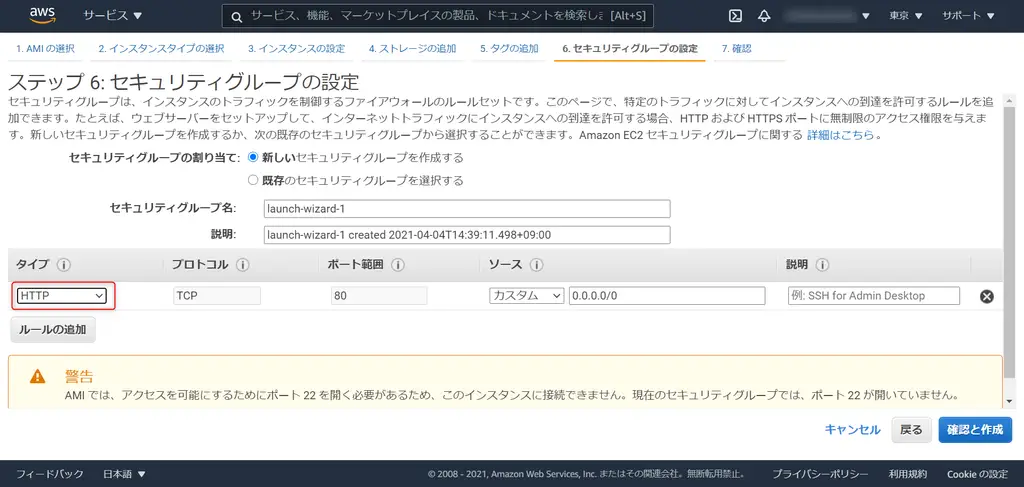 aws
サービス ▼
サービス、機能、マーケットプレイスの製品、ドキュメントを検索しま [Alt+S]
東京 ▼
サポート ▼
1. AMI の選択
2. インスタンスタイプの選択
3. インスタンスの設定
4. ストレージの追加
5. タグの追加
6. セキュリティグループの設定
7. 確認
ステップ 6: セキュリティグループの設定
セキュリティグループは、インスタンスのトラフィックを制御するファイアウォールのルールセットです。このページで、特定のトラフィックに対してインスタンスへの到達を許可するルールを追
加できます。たとえば、ウェブサーバーをセットアップして、インターネットトラフィックにインスタンスへの到達を許可する場合、HTTP および HTTPS ポートに無制限のアクセス権限を与えま
す。新しいセキュリティグループを作成するか、次の既存のセキュリティグループから選択することができます。Amazon EC2 セキュリティグループに関する 詳細はこちら 。
セキュリティグループの割り当て: 新しいセキュリティグループを作成する
既存のセキュリティグループを選択する
セキュリティグループ名: launch-wizard-1
説明: launch-wizard-1 created 2021-04-04T14:39:11.498+09:00
タイプ プロトコル ポート範囲 ソース 説明
HTTP TCP 80 カスタム 0.0.0.0/0 例: SSH for Admin Desktop
ルールの追加
警告
AMI では、アクセスを可能にするためにポート 22 を開く必要があるため、このインスタンスに接続できません。現在のセキュリティグループでは、ポート 22 が開いていません。
キャンセル 戻る 確認と作成
フィードバック 日本語 ▼ © 2008 - 2021, Amazon Web Services, Inc. またはその関連会社。無断転用禁止。 プライバシーポリシー 利用規約 Cookie の設定